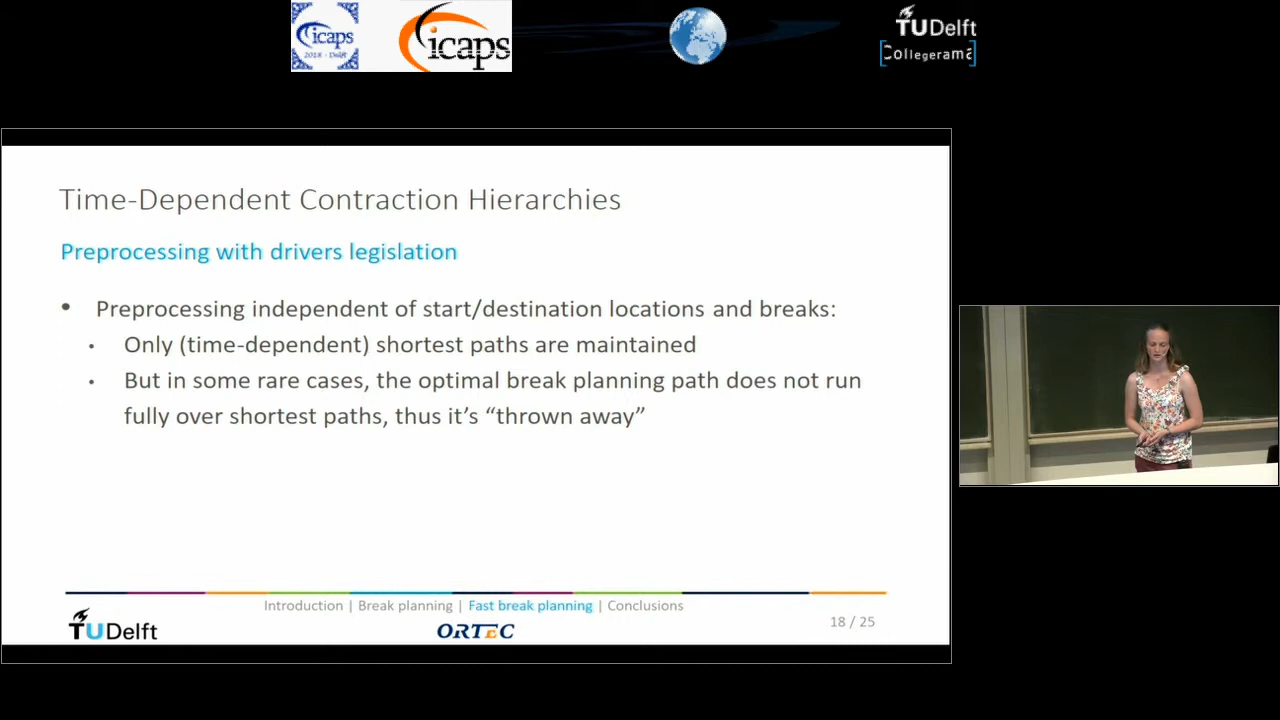 icaps
2018 - Delft
icaps
TUDelft
Collegerama
Time-Dependent Contraction Hierarchies
Preprocessing with drivers legislation
• Preprocessing independent of start/destination locations and breaks:
• Only (time-dependent) shortest paths are maintained
• But in some rare cases, the optimal break planning path does not run
fully over shortest paths, thus it’s “thrown away”
Introduction | Break planning | Fast break planning | Conclusions
TUDelft
ORTEC
18 / 25